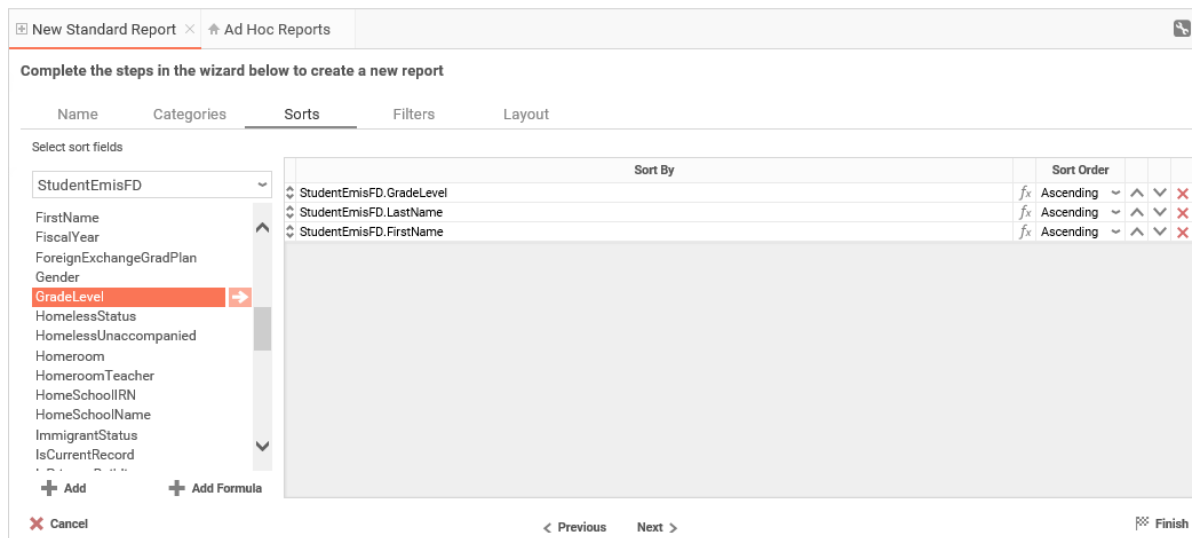 New Standard Report Ad Hoc Reports
Complete the steps in the wizard below to create a new report
Name Categories Sorts Filters Layout
Select sort fields
StudentEmisFD
FirstName
FiscalYear
ForeignExchangeGradPlan
Gender
GradeLevel
HomelessStatus
HomelessUnaccompanied
Homeroom
HomeroomTeacher
HomeSchoolIRN
HomeSchoolName
ImmigrantStatus
IsCurrentRecord
Add Add Formula
Sort By Sort Order
StudentEmisFD.GradeLevel fx Ascending
StudentEmisFD.LastName fx Ascending
StudentEmisFD.FirstName fx Ascending
Cancel < Previous Next > Finish